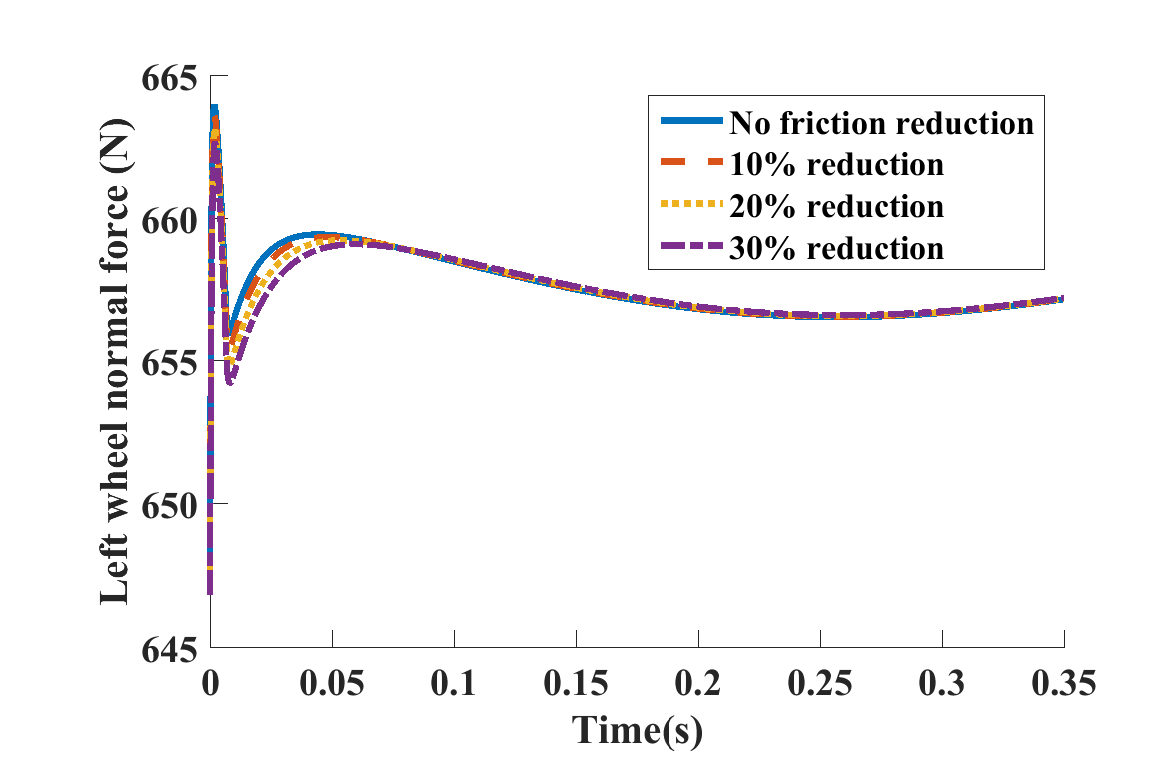 665
660
655
650
645
Left wheel normal force (N)
No friction reduction
10% reduction
20% reduction
30% reduction
0 0.05 0.1 0.15 0.2 0.25 0.3 0.35
Time(s)